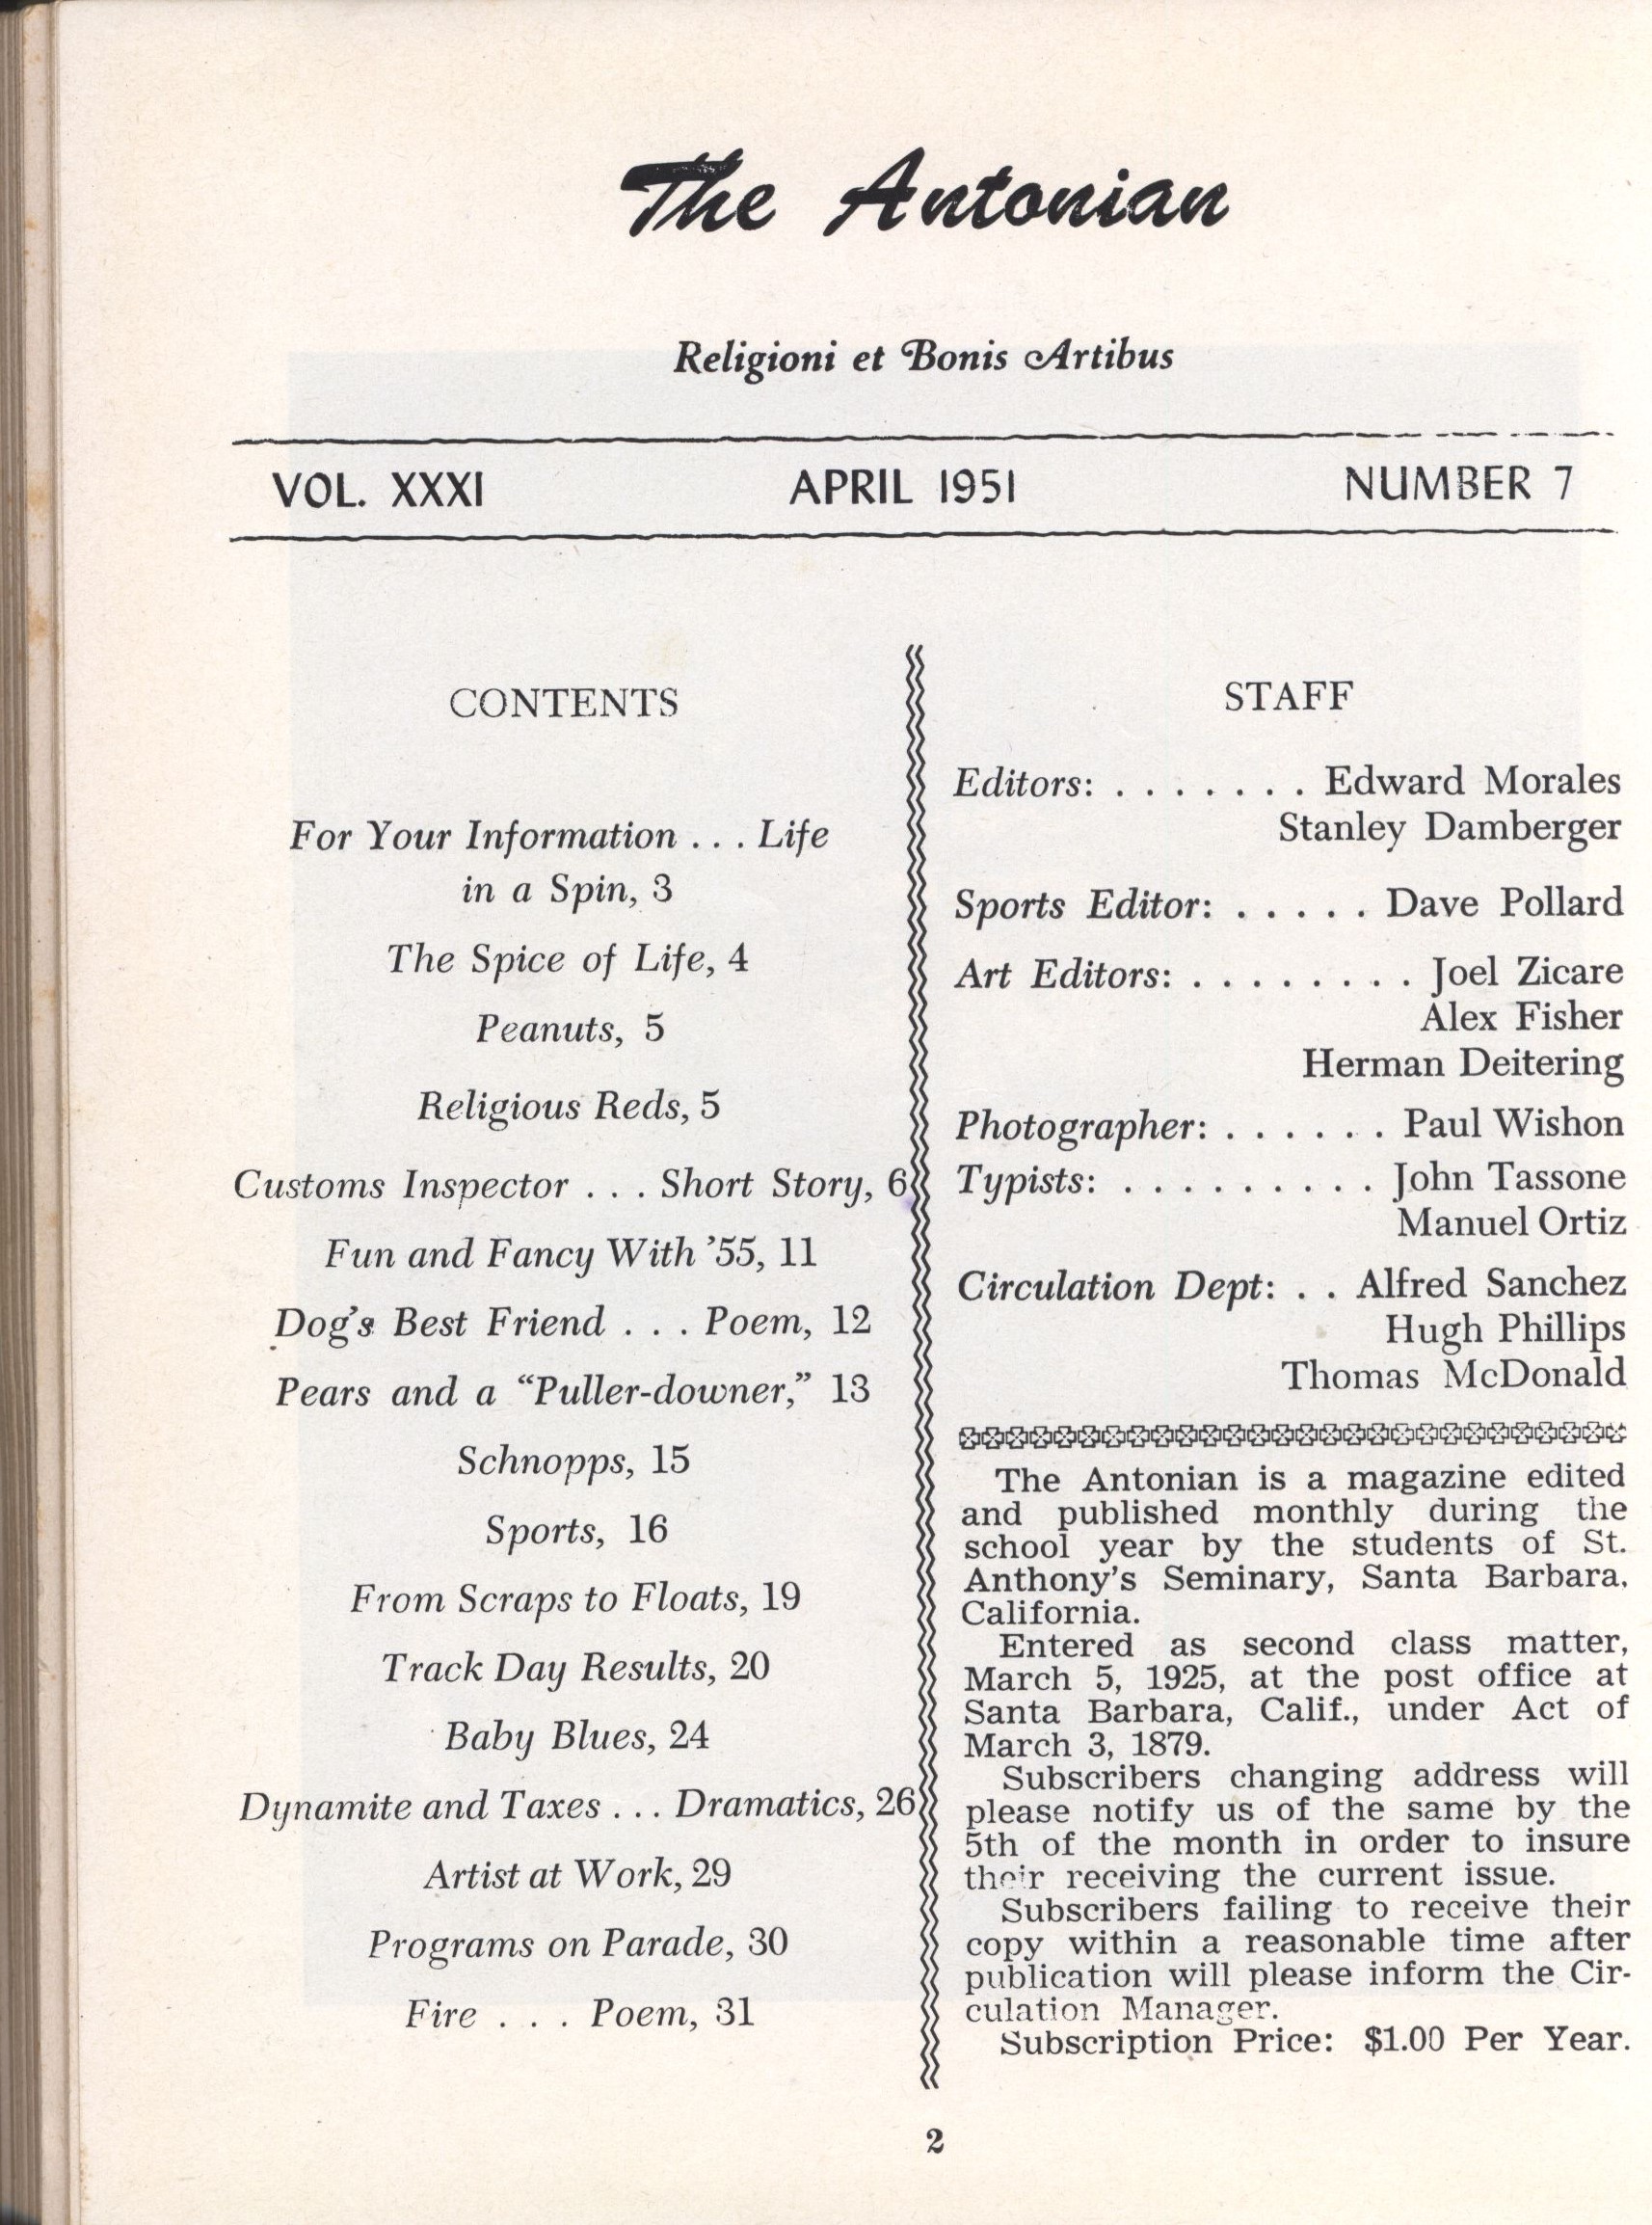 The Antonian
Religioni et Bonis Artibus
VOL. XXXI APRIL 1951 NUMBER 7
CONTENTS
For Your Information . . . Life
in a Spin, 3
The Spice of Life, 4
Peanuts, 5
Religious Reds, 5
Customs Inspector . . . Short Story, 6
Fun and Fancy With '55, 11
Dog's Best Friend . . . Poem, 12
Pears and a “Puller-downer,” 13
Schnopps, 15
Sports, 16
From Scraps to Floats, 19
Track Day Results, 20
Baby Blues, 24
Dynamite and Taxes . . . Dramatics, 26
Artist at Work, 29
Programs on Parade, 30
Fire . . . Poem, 31
STAFF
Editors: . . . . . . . Edward Morales
Stanley Damberger
Sports Editor: . . . . . Dave Pollard
Art Editors: . . . . . . . . Joel Zicare
Alex Fisher
Herman Deitering
Photographer: . . . . . . Paul Wishon
Typists: . . . . . . . . . John Tassone
Manuel Ortiz
Circulation Dept: . . Alfred Sanchez
Hugh Phillips
Thomas McDonald
The Antonian is a magazine edited
and published monthly during the
school year by the students of St.
Anthony's Seminary, Santa Barbara,
California.
Entered as second class matter,
March 5, 1925, at the post office at
Santa Barbara, Calif., under Act of
March 3, 1879.
Subscribers changing address will
please notify us of the same by the
5th of the month in order to insure
their receiving the current issue.
Subscribers failing to receive their
copy within a reasonable time after
publication will please inform the Cir-
culation Manager.
Subscription Price: $1.00 Per Year.
2